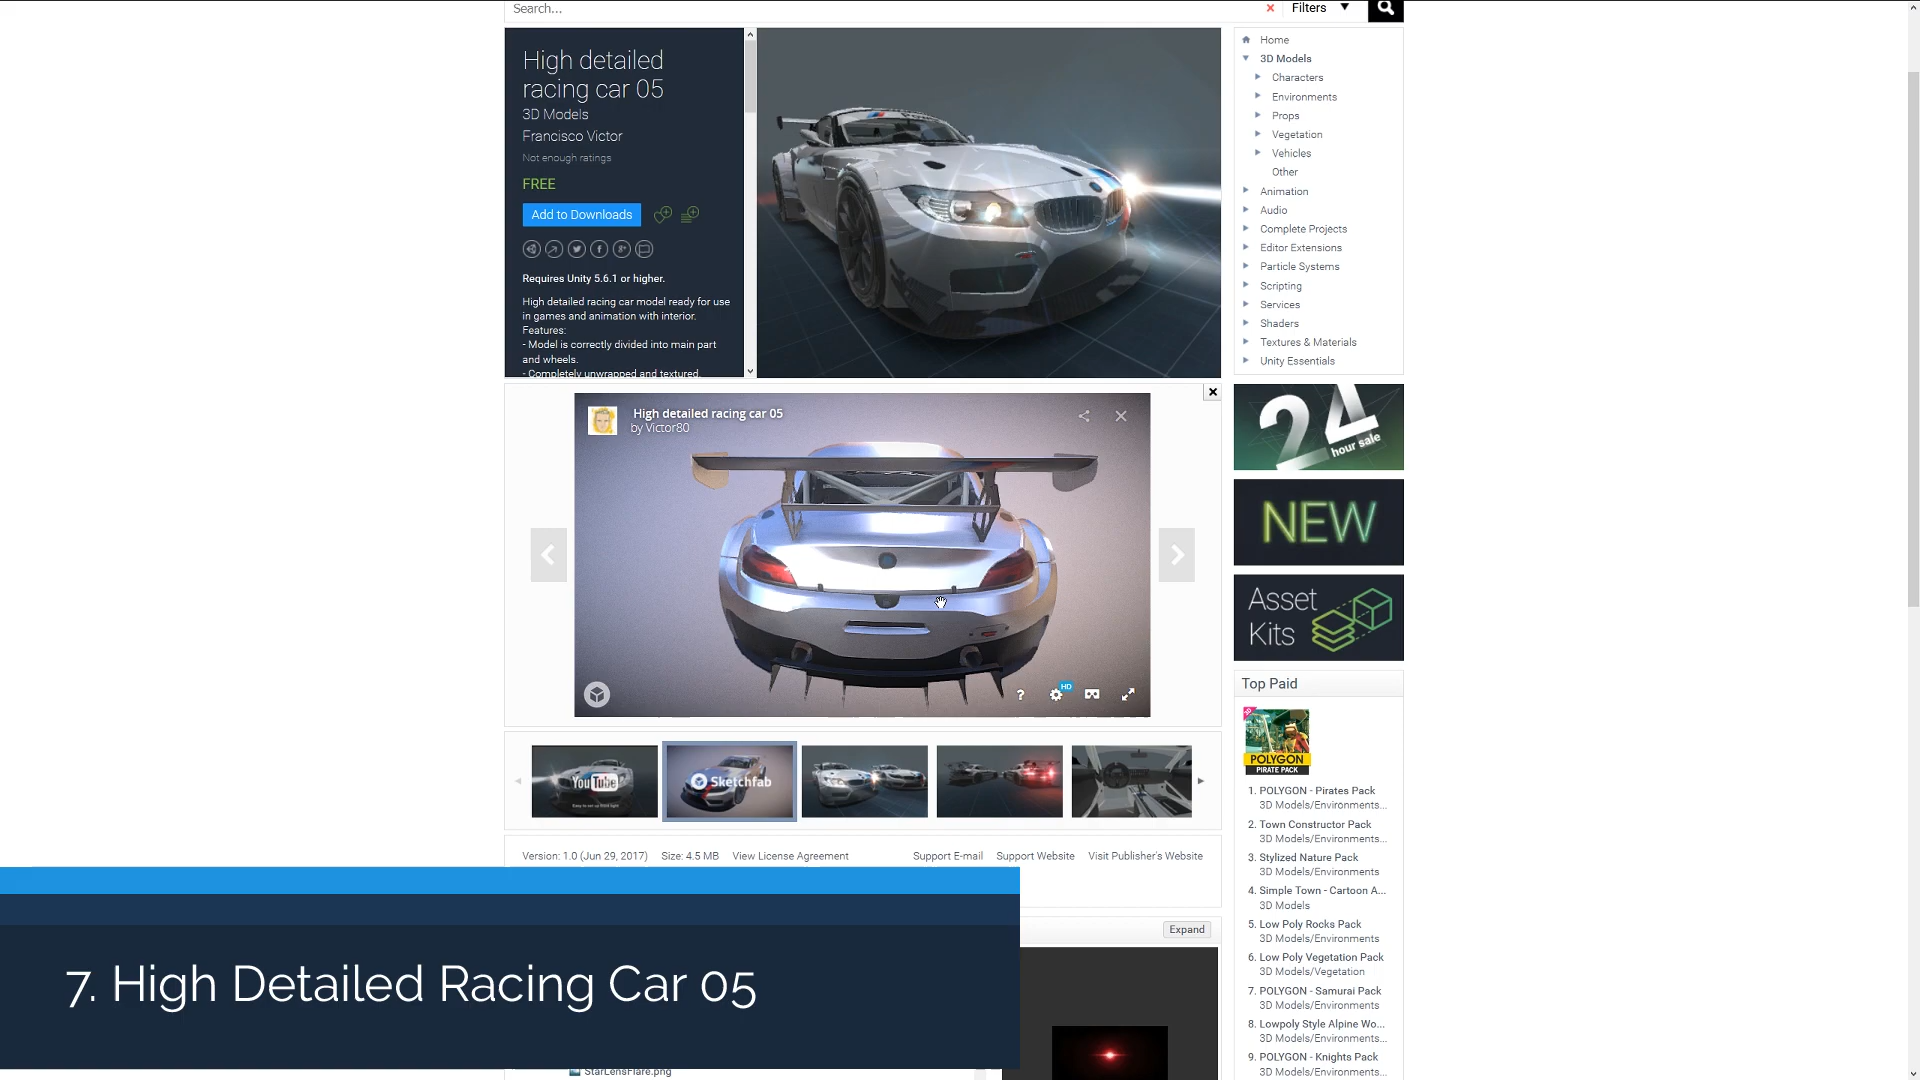 Search...
Filters
High detailed
racing car 05
3D Models
Francisco Victor
Not enough ratings
FREE
Add to Downloads
Requires Unity 5.6.1 or higher.
High detailed racing car model ready for use
in games and animation with interior.
Features:
- Model is correctly divided into main part
and wheels.
- Completely unwrapped and textured.
Home
3D Models
Characters
Environments
Props
Vegetation
Vehicles
Other
Animation
Audio
Complete Projects
Editor Extensions
Particle Systems
Scripting
Services
Shaders
Textures & Materials
Unity Essentials
High detailed racing car 05
by Victor80
?
HD
24
hour sale
NEW
Asset
Kits
YouTube
Sketchfab
Version: 1.0 (Jun 29, 2017)
Size: 4.5 MB
View License Agreement
Support E-mail
Support Website
Visit Publisher's Website
Expand
StarLensFlare.png
Top Paid
POLYGON
PIRATE PACK
1. POLYGON - Pirates Pack
3D Models/Environments...
2. Town Constructor Pack
3D Models/Environments...
3. Stylized Nature Pack
3D Models/Environments
4. Simple Town - Cartoon A...
3D Models
5. Low Poly Rocks Pack
3D Models/Environments
6. Low Poly Vegetation Pack
3D Models/Vegetation
7. POLYGON - Samurai Pack
3D Models/Environments
8. Lowpoly Style Alpine Wo...
3D Models/Environments...
9. POLYGON - Knights Pack
3D Models/Environments...
7. High Detailed Racing Car 05